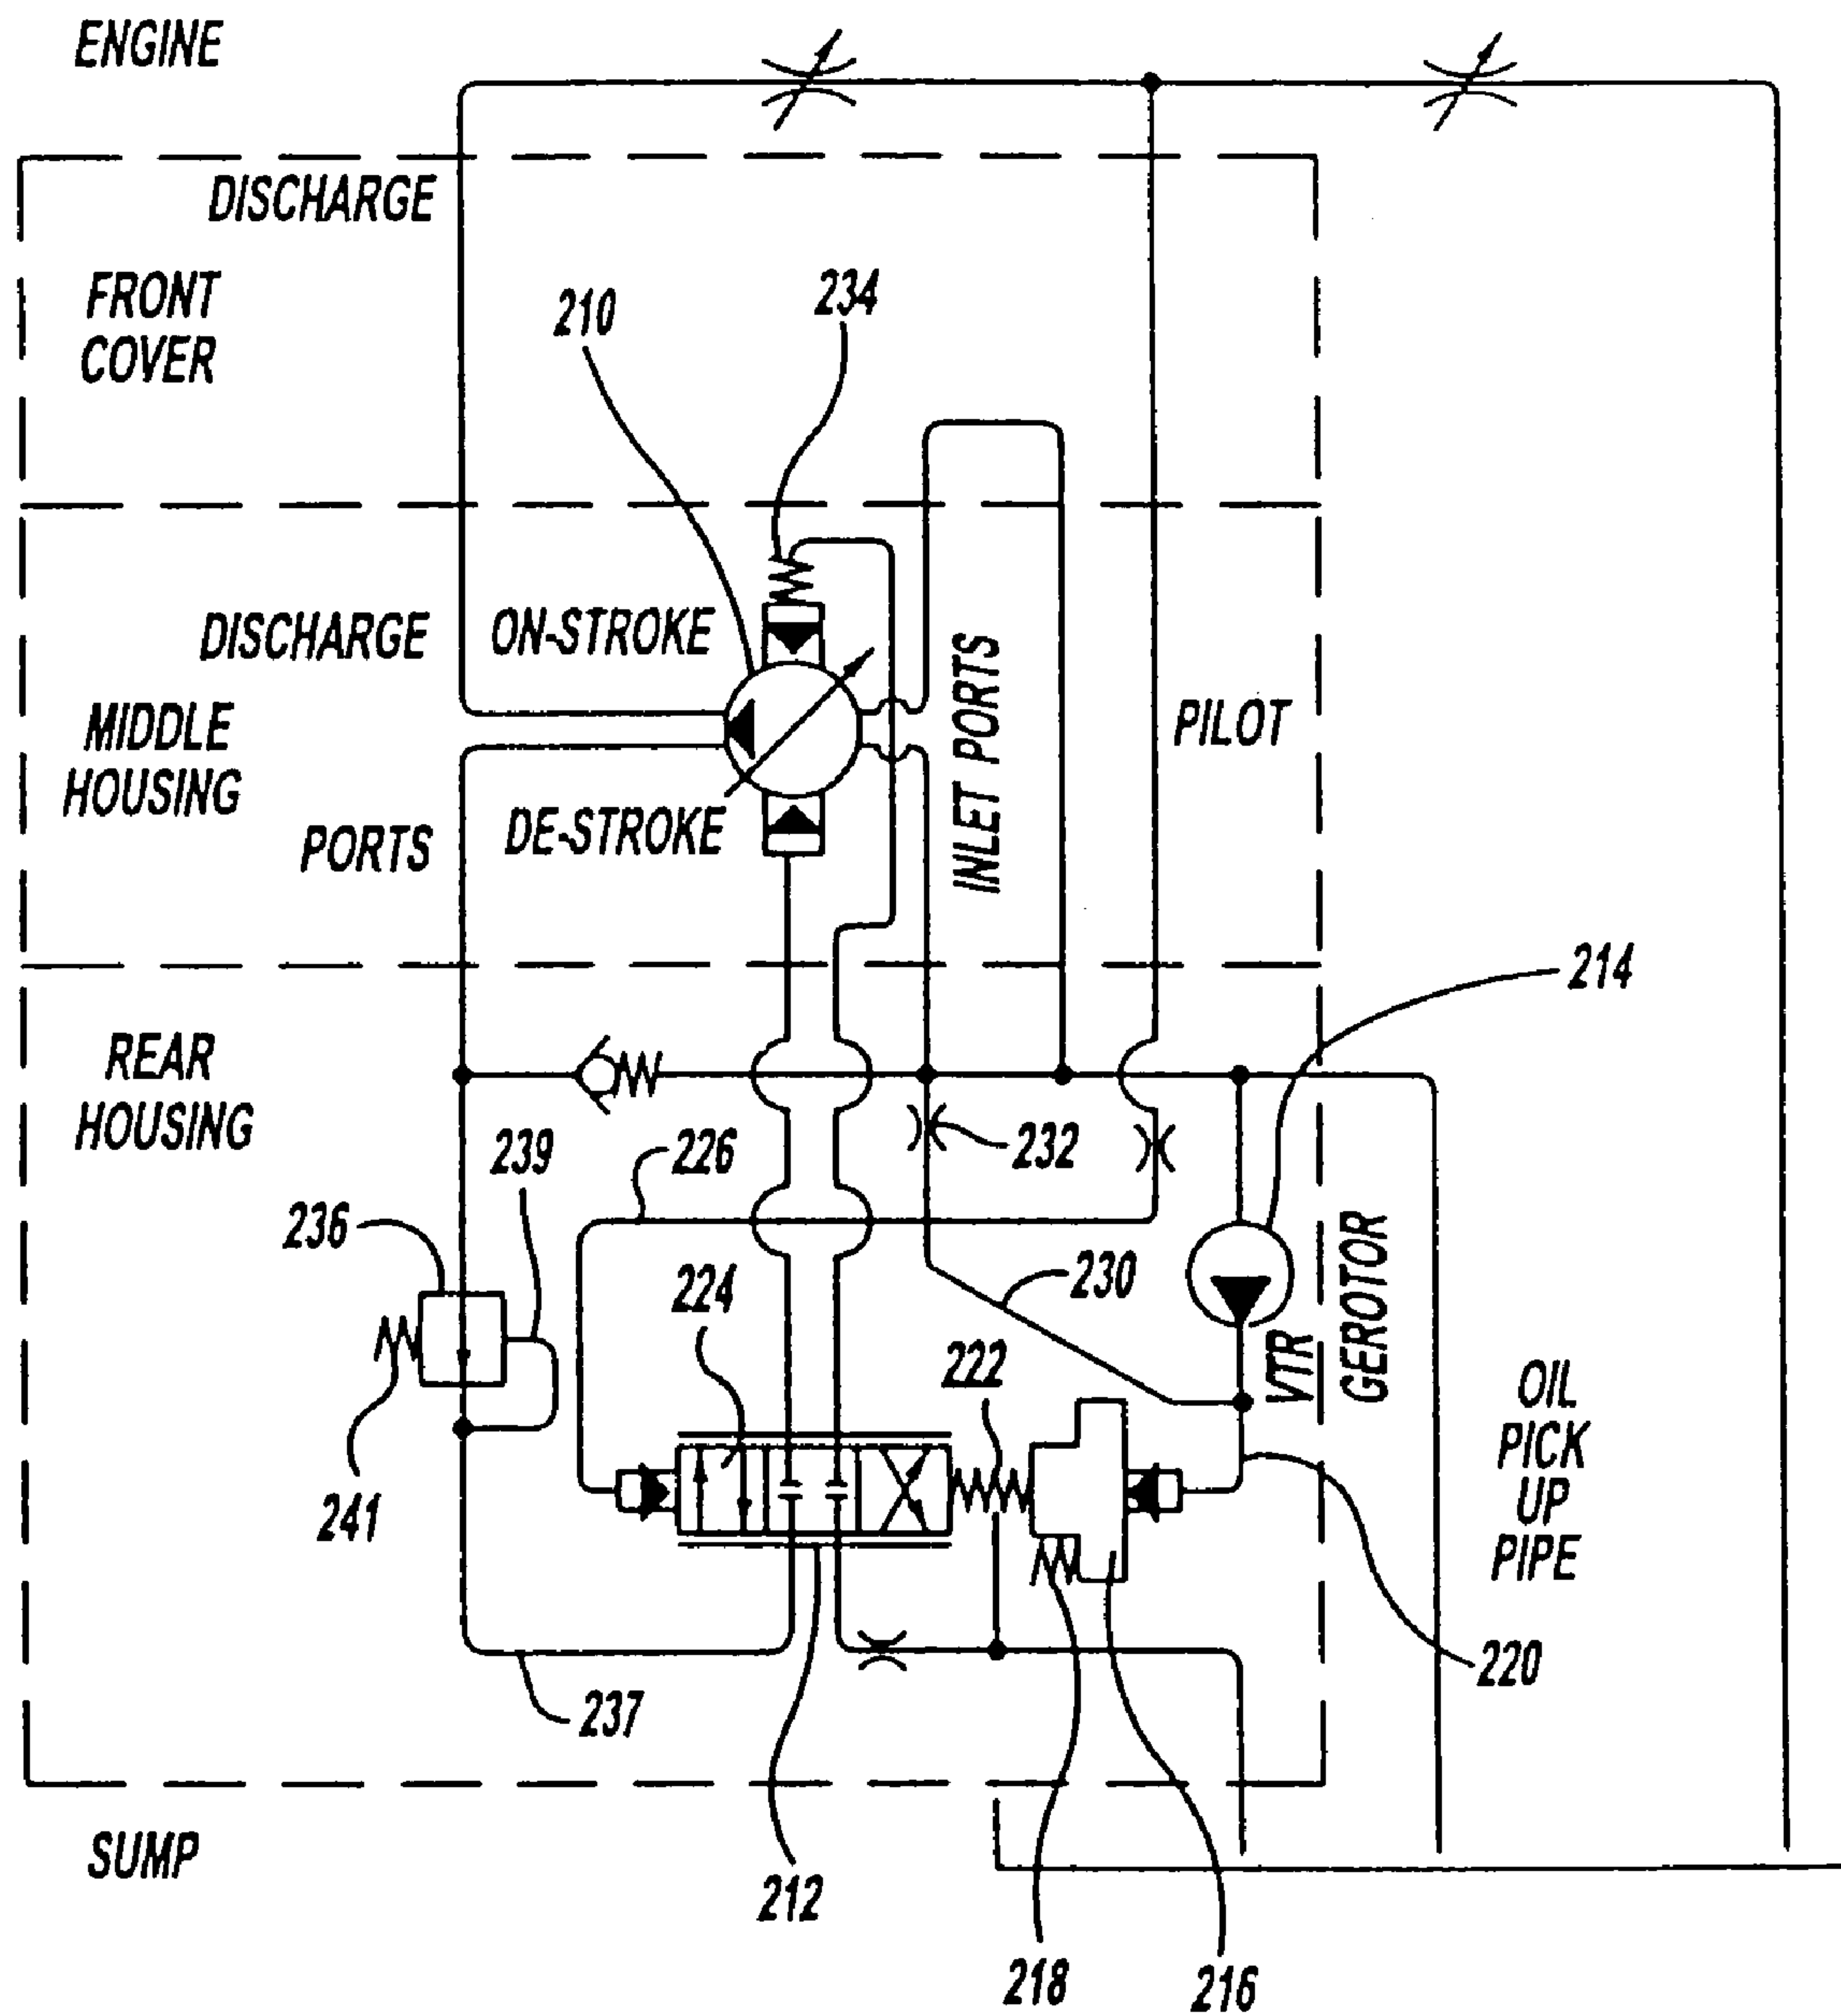 ENGINE
DISCHARGE
FRONT
COVER
210
234
DISCHARGE
ON-STROKE
MIDDLE
HOUSING
PORTS
DE-STROKE
INLET PORTS
PILOT
214
REAR
HOUSING
239
226
232
236
224
230
222
VTR
GEROTOR
OIL
PICK
UP
PIPE
241
220
237
SUMP
212
218
216